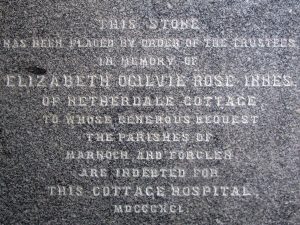 THIS STONE
HAS BEEN PLACED BY ORDER OF THE TRUSTEES
IN MEMORY OF
ELIZABETH OGILVIE ROSE-INNES
OF NETHERDALE COTTAGE
TO WHOSE GENEROUS BEQUEST
THE PARISHES OF
MARNOCH AND FORGLEN
ARE INDEBTED FOR
THIS COTTAGE HOSPITAL
MDCCCXCI.